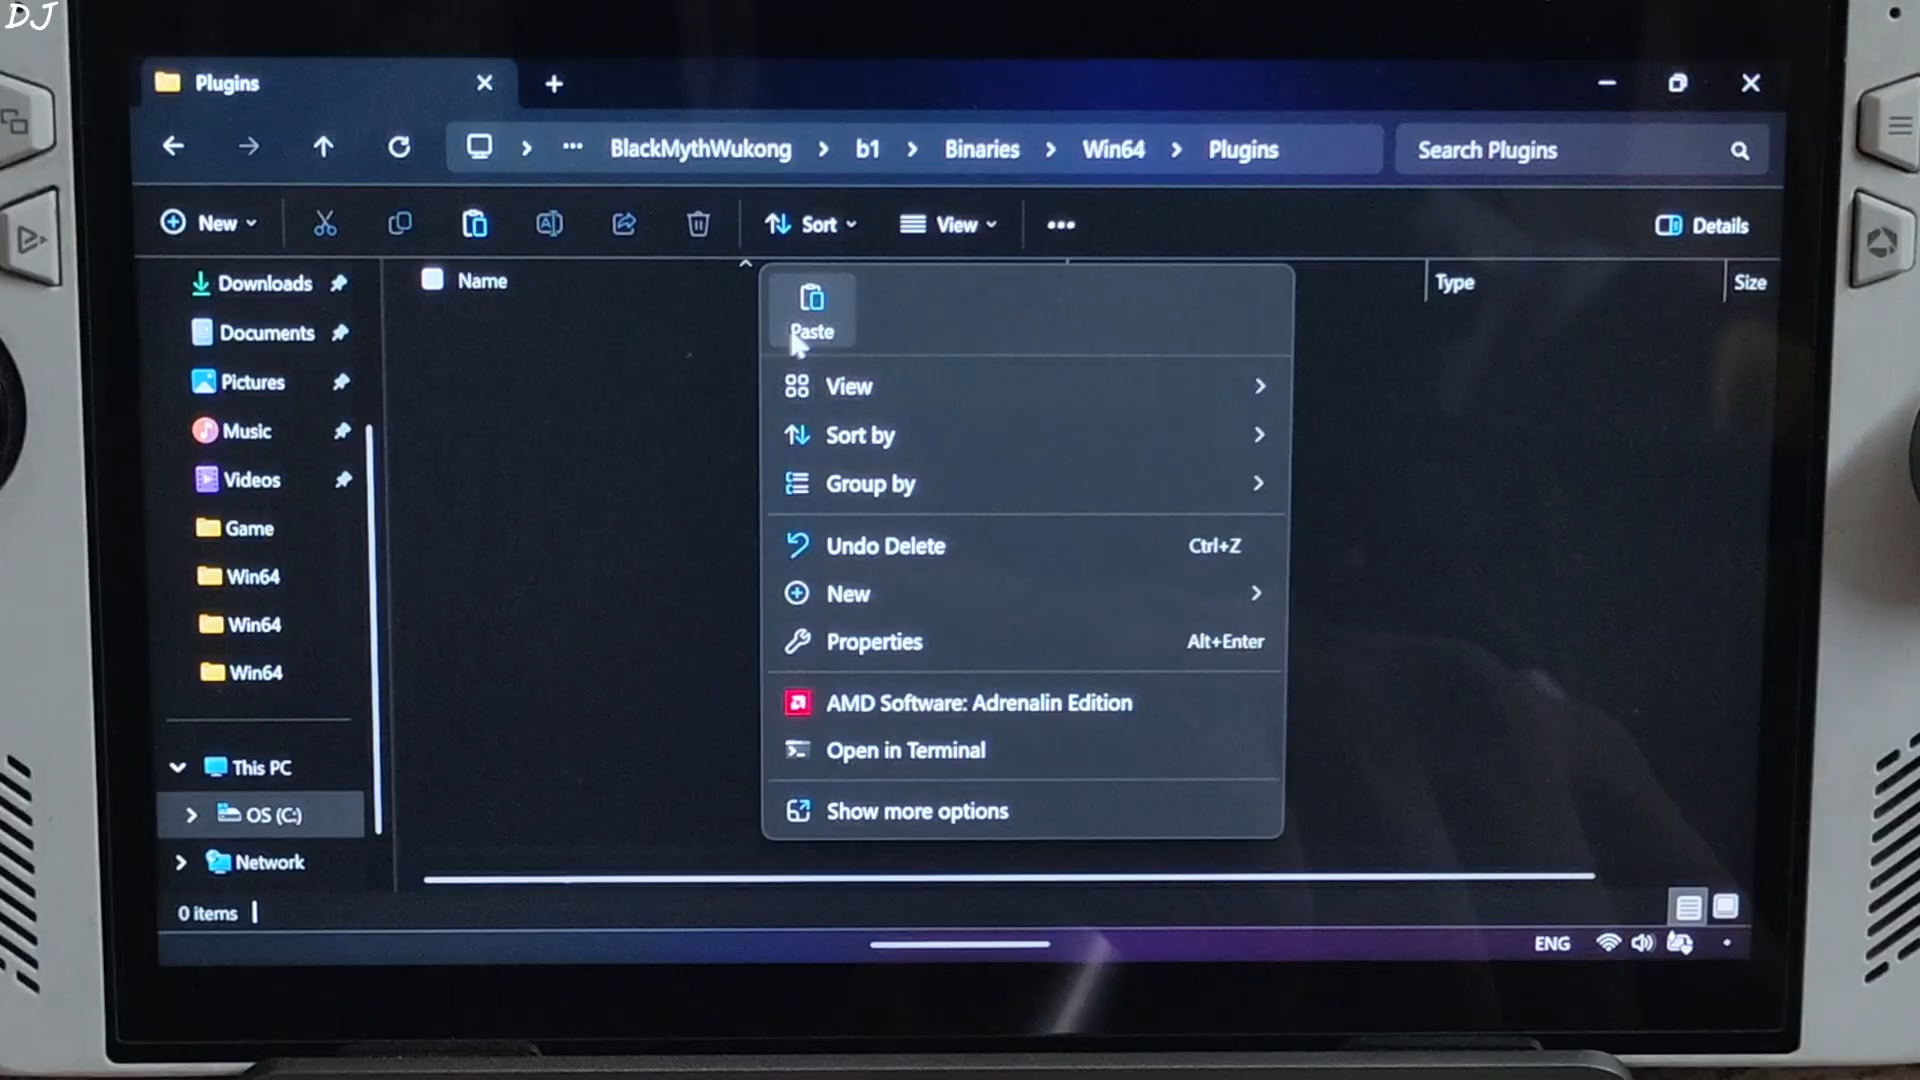 DJ
Plugins
BlackMythWukong > b1 > Binaries > Win64 > Plugins
Search Plugins
New
Sort
View
Details
Downloads
Documents
Pictures
Music
Videos
Game
Win64
Win64
Win64
This PC
OS (C:)
Network
Name
Type
Size
Paste
View
Sort by
Group by
Undo Delete Ctrl+Z
New
Properties Alt+Enter
AMD Software: Adrenalin Edition
Open in Terminal
Show more options
0 items
ENG